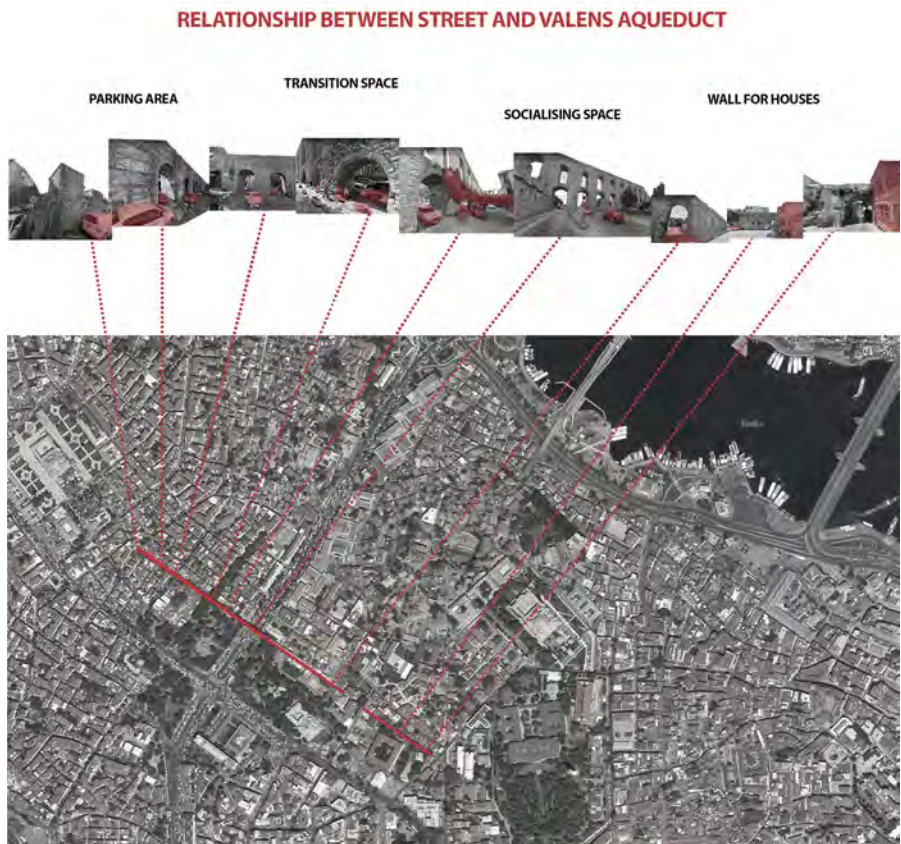 RELATIONSHIP BETWEEN STREET AND VALENS AQUEDUCT
TRANSITION SPACE
PARKING AREA
WALL FOR HOUSES
SOCIALISING SPACE